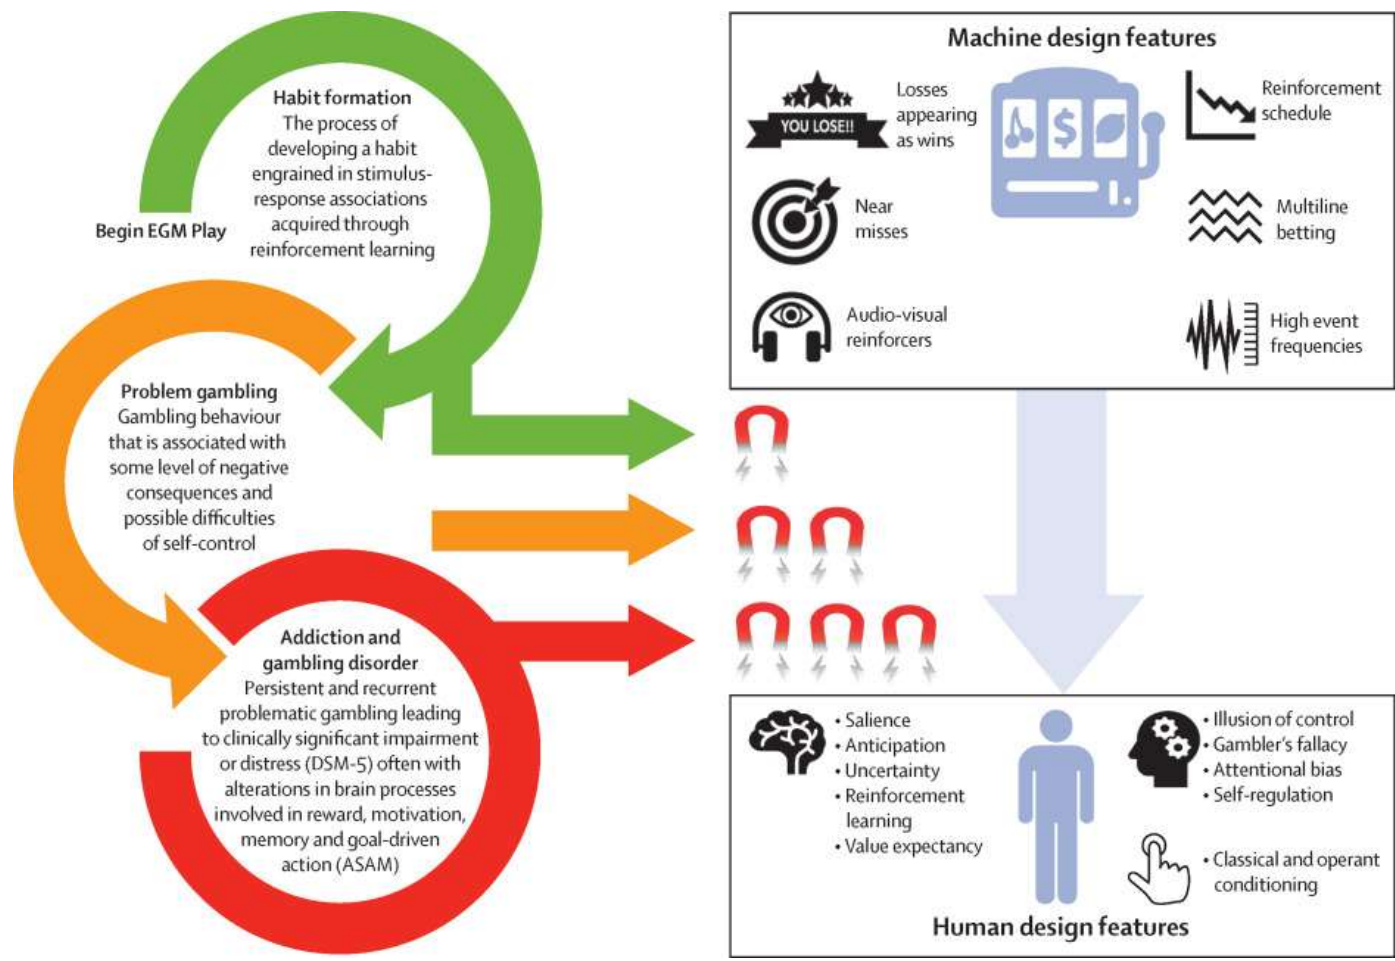 Habit formation
The process of
developing a habit
engrained in stimulus-
response associations
acquired through
reinforcement learning
Begin EGM Play
Problem gambling
Gambling behaviour
that is associated with
some level of negative
consequences and
possible difficulties
of self-control
Addiction and
gambling disorder
Persistent and recurrent
problematic gambling leading
to clinically significant impairment
or distress (DSM-5) often with
alterations in brain processes
involved in reward, motivation,
memory and goal-driven
action (ASAM)
Machine design features
YOU LOSE!!
Losses
appearing
as wins
$
Reinforcement
schedule
Near
misses
Multiline
betting
Audio-visual
reinforcers
High event
frequencies
• Salience
• Anticipation
• Uncertainty
• Reinforcement
learning
• Value expectancy
• Illusion of control
• Gambler's fallacy
• Attentional bias
• Self-regulation
• Classical and operant
conditioning
Human design features